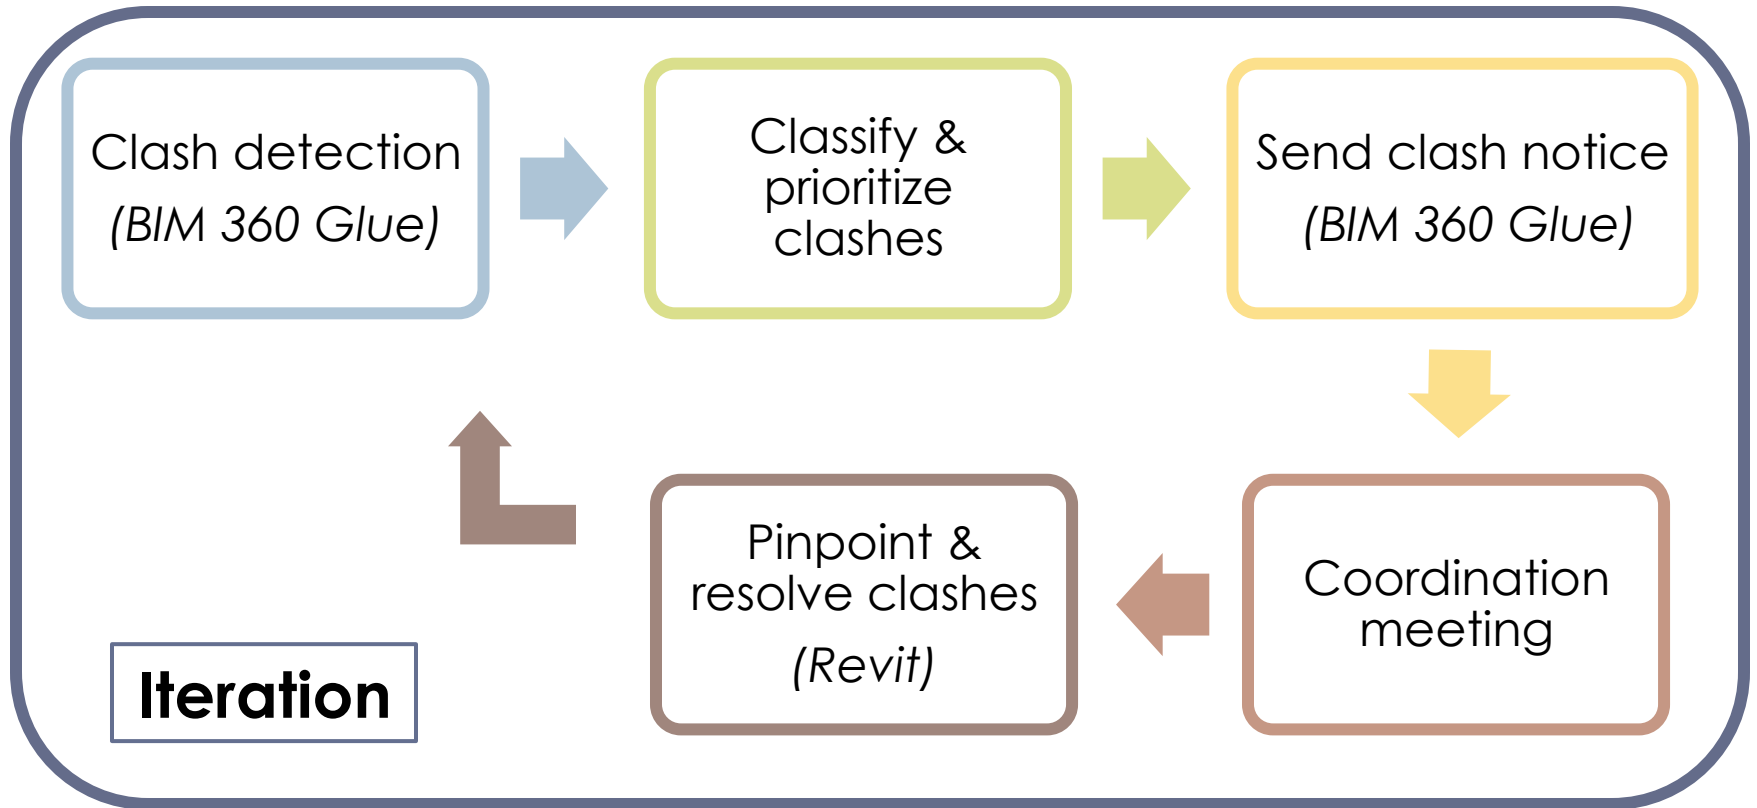 Clash detection
(BIM 360 Glue)
Classify &
prioritize
clashes
Send clash notice
(BIM 360 Glue)
Coordination
meeting
Pinpoint &
resolve clashes
(Revit)
Iteration